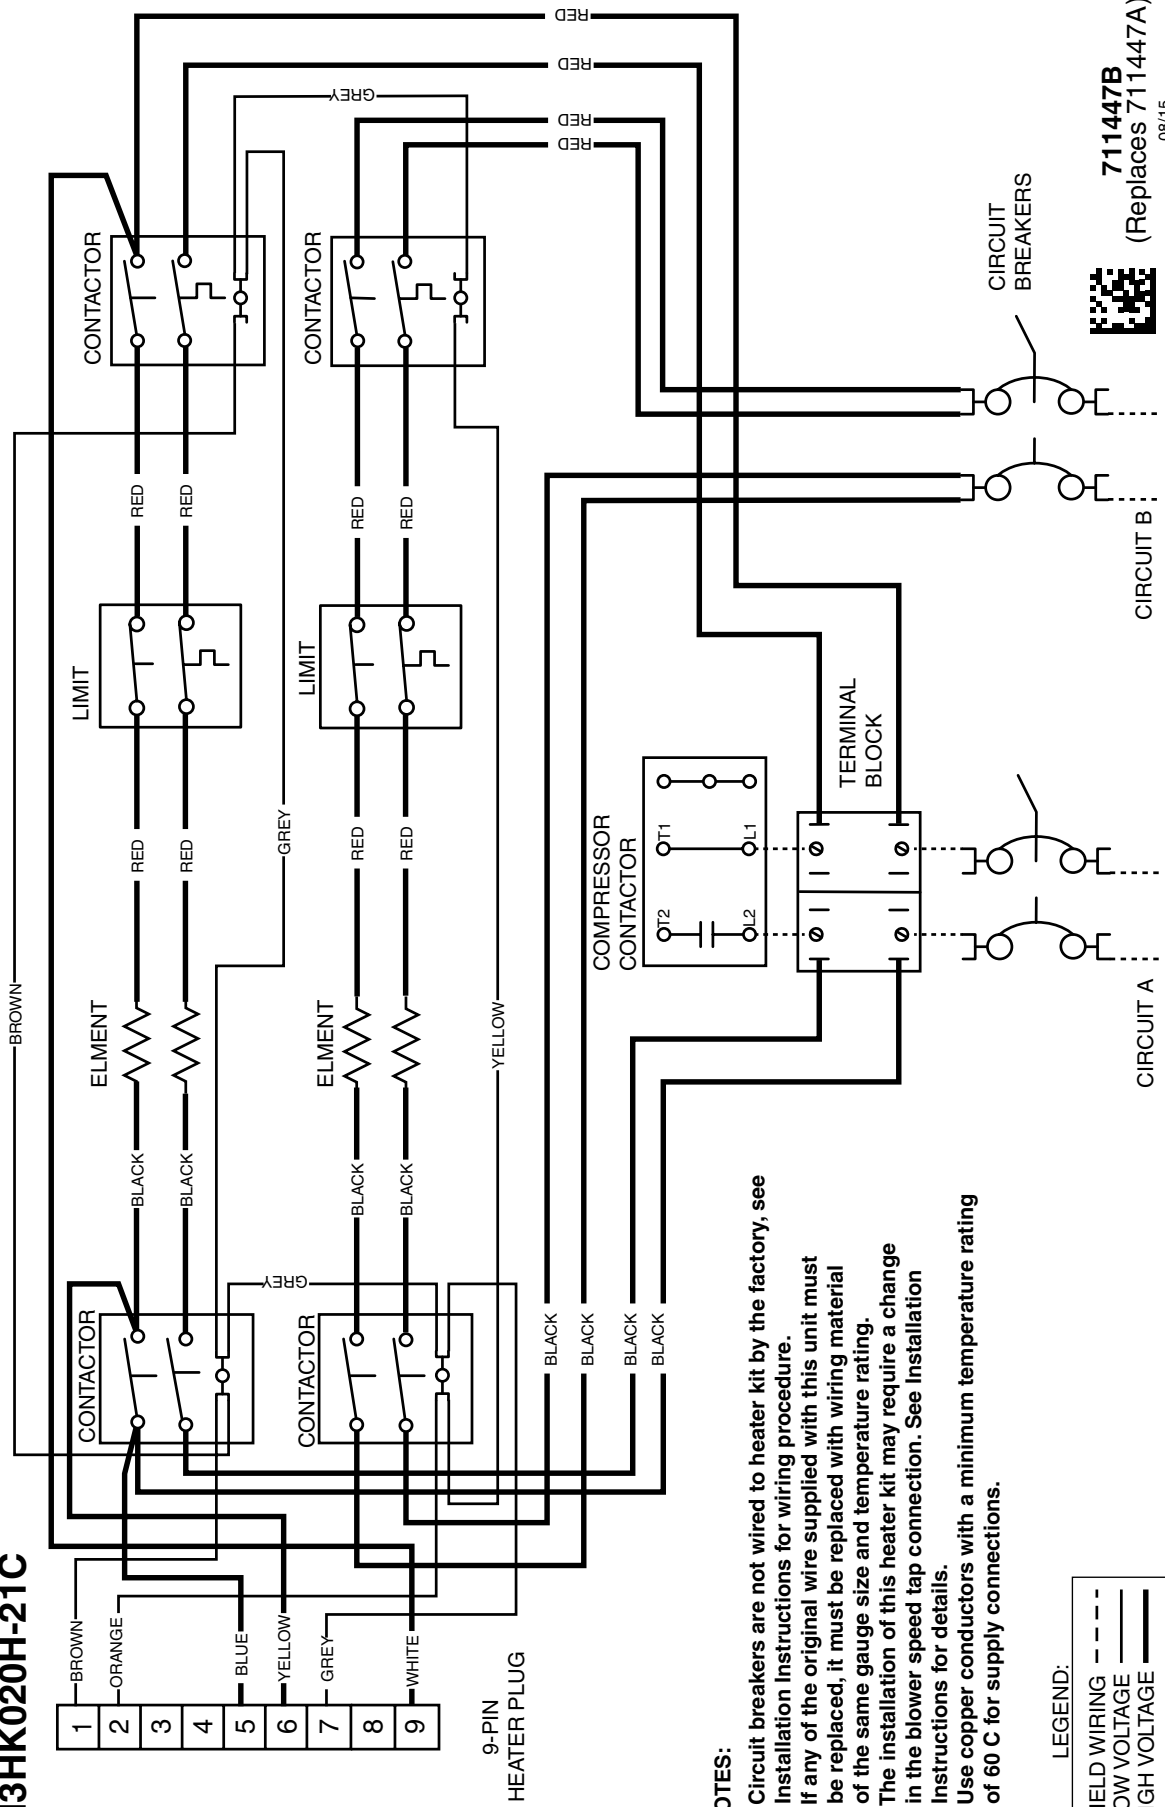 3HK020H-21C
BROWN
CONTACTOR
BLACK
BLACK
ELMENT
RED
RED
LIMIT
RED
RED
CONTACTOR
RED
RED
GREY
GREY
GREY
CONTACTOR
BLACK
BLACK
ELMENT
RED
RED
LIMIT
RED
RED
CONTACTOR
RED
RED
YELLOW
1
2
3
4
5
6
7
8
9
BROWN
ORANGE
BLUE
YELLOW
GREY
WHITE
9-PIN
HEATER PLUG
BLACK
BLACK
BLACK
BLACK
COMPRESSOR
CONTACTOR
T2
T1
L2
L1
TERMINAL
BLOCK
CIRCUIT
BREAKERS
CIRCUIT A
CIRCUIT B
OTES:
Circuit breakers are not wired to heater kit by the factory, see
Installation Instructions for wiring procedure.
If any of the original wire supplied with this unit must
be replaced, it must be replaced with wiring material
of the same gauge size and temperature rating.
The installation of this heater kit may require a change
in the blower speed tap connection. See Installation
Instructions for details.
Use copper conductors with a minimum temperature rating
of 60 C for supply connections.
LEGEND:
IELD WIRING
OW VOLTAGE
IGH VOLTAGE
711447B
(Replaces 711447A)
08/15